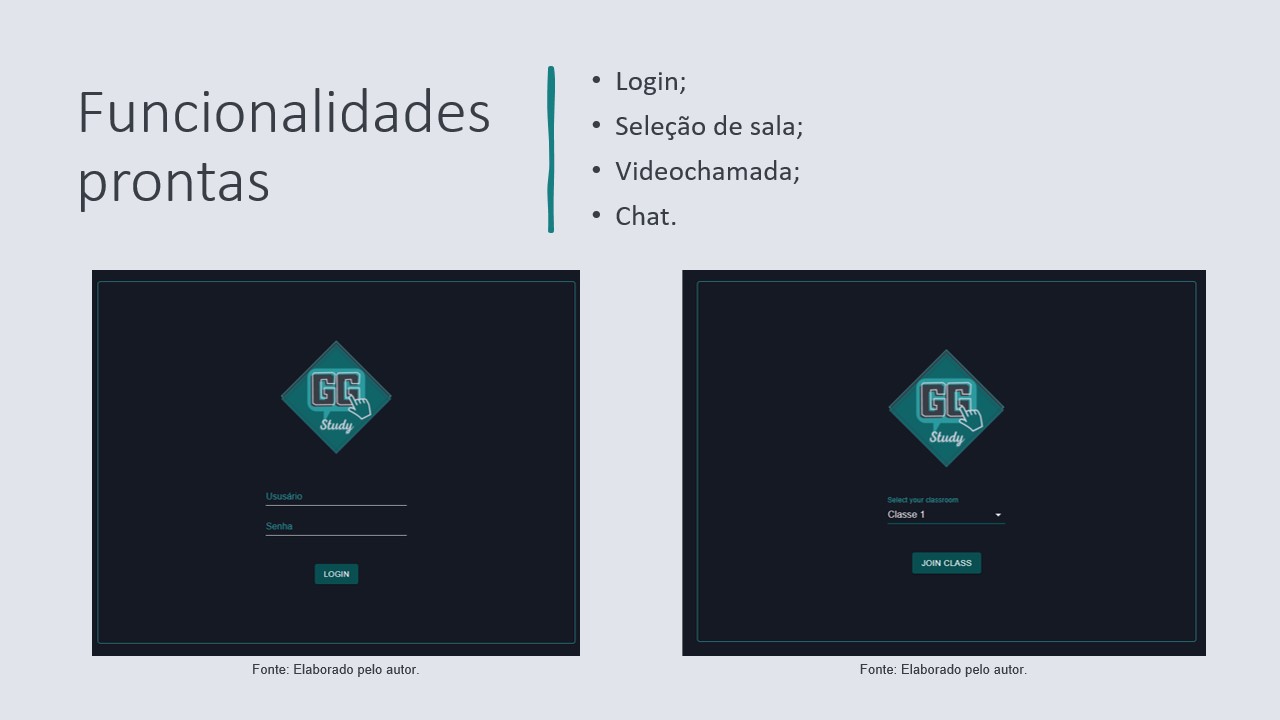 Funcionalidades
prontas
• Login;
• Seleção de sala;
• Videochamada;
• Chat.
GG
Study
Ususário
Senha
LOGIN
Fonte: Elaborado pelo autor.
GG
Study
Select your classroom
Classe 1
JOIN CLASS
Fonte: Elaborado pelo autor.